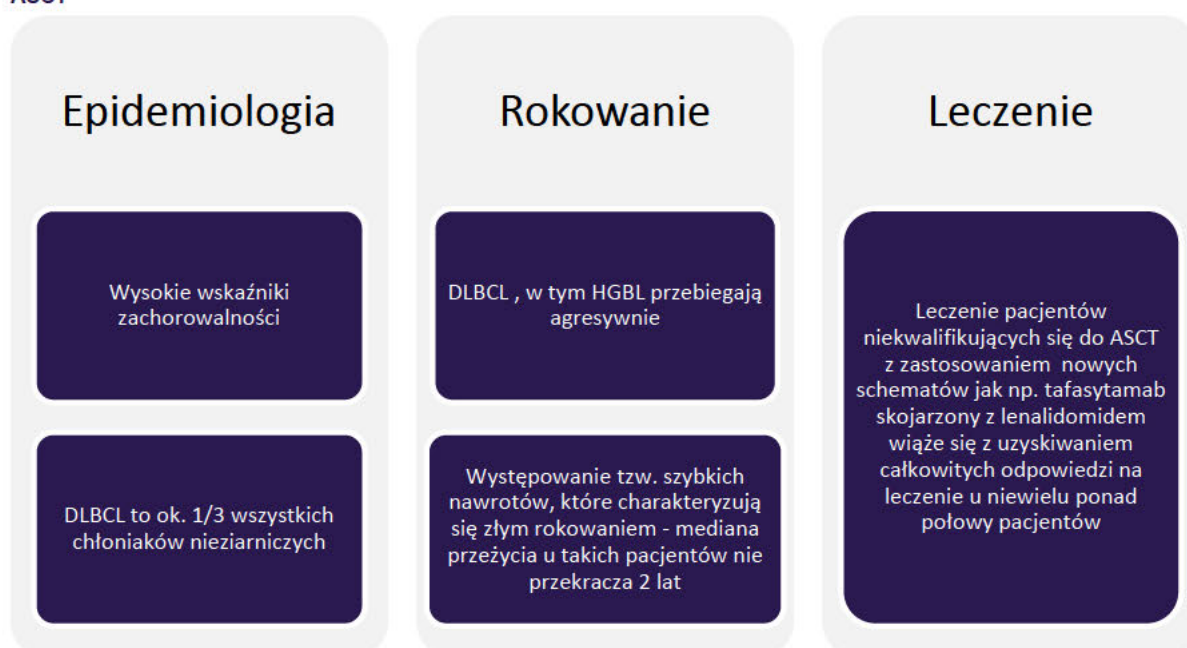 Epidemiologia
Wysokie wskaźniki
zachorowalności
DLBCL to ok. 1/3 wszystkich
chłoniaków nieziarniczych
Rokowanie
DLBCL , w tym HGBL przebiegają
agresywnie
Występowanie tzw. szybkich
nawrotów, które charakteryzują
się złym rokowaniem - mediana
przeżycia u takich pacjentów nie
przekracza 2 lat
Leczenie
Leczenie pacjentów
niekwalifikujących się do ASCT
z zastosowaniem nowych
schematów jak np. tafasytamab
skojarzony z lenalidomidem
wiąże się z uzyskiwaniem
całkowitych odpowiedzi na
leczenie u niewielu ponad
połowy pacjentów